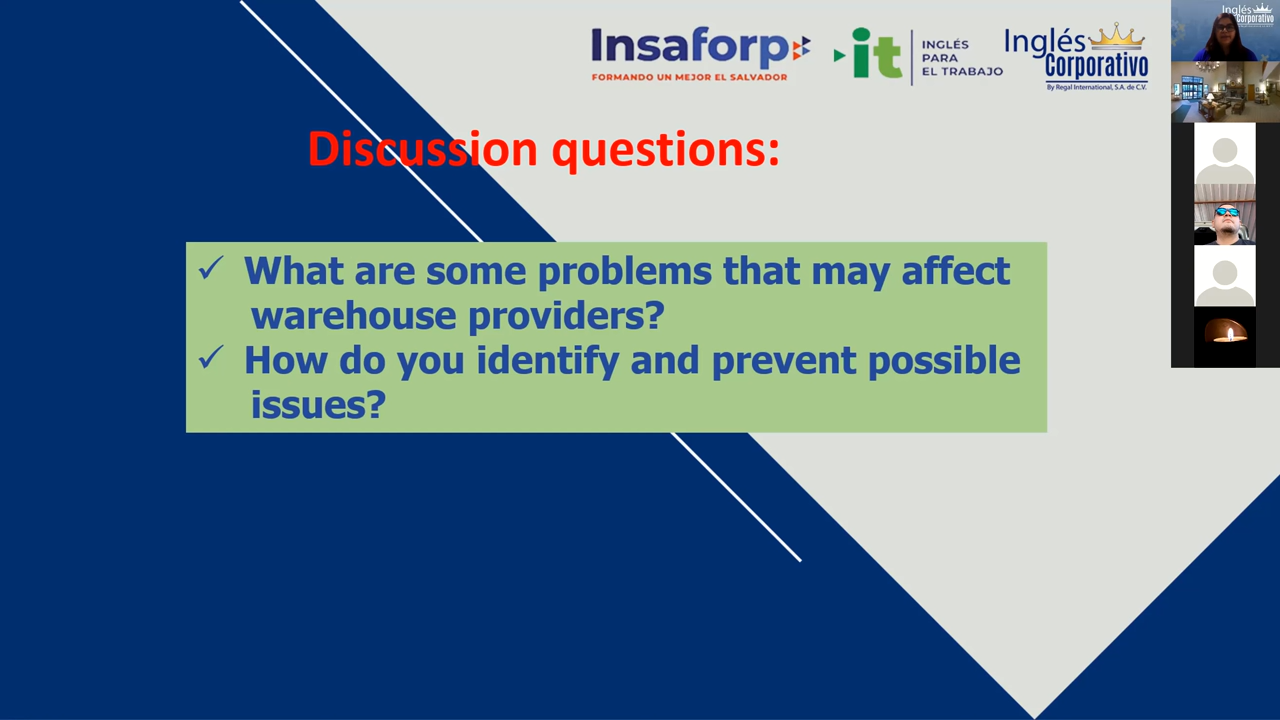 Insaforp
FORMANDO UN MEJOR EL SALVADOR
it
INGLÉS
PARA
EL TRABAJO
Inglés
Corporativo
By Regal International, S.A. de C.V.
Inglés
Corporativo
Discussion questions:
✓ What are some problems that may affect
warehouse providers?
✓ How do you identify and prevent possible
issues?